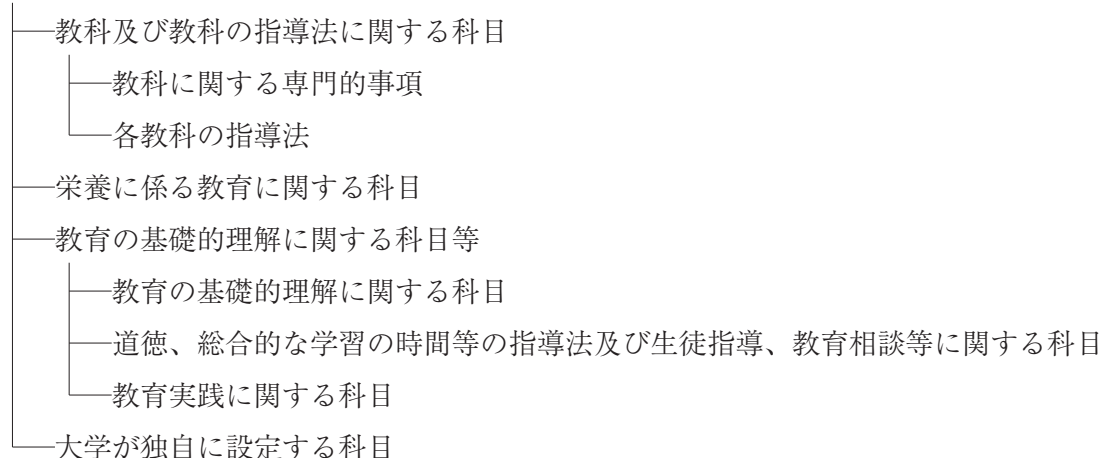 教科及び教科の指導法に関する科目
教科に関する専門的事項
各教科の指導法
栄養に係る教育に関する科目
教育の基礎的理解に関する科目等
教育の基礎的理解に関する科目
道徳、総合的な学習の時間等の指導法及び生徒指導、教育相談等に関する科目
教育実践に関する科目
大学が独自に設定する科目